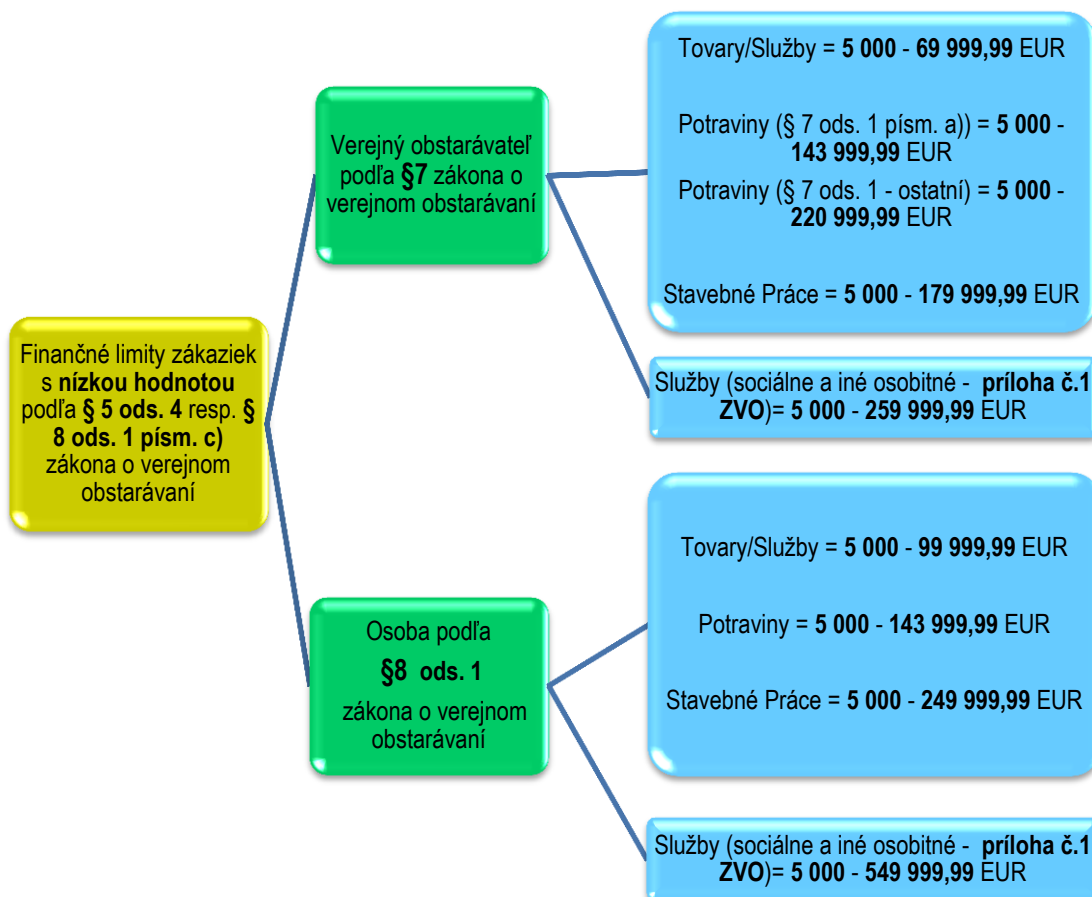 Finančné limity zákaziek
s nízkou hodnotou
podľa § 5 ods. 4 resp. §
8 ods. 1 písm. c)
zákona o verejnom
obstarávaní
Verejný obstarávateľ
podľa §7 zákona o
verejnom obstarávaní
Tovary/Služby = 5 000 - 69 999,99 EUR
Potraviny (§ 7 ods. 1 písm. a)) = 5 000 -
143 999,99 EUR
Potraviny (§ 7 ods. 1 - ostatní) = 5 000 -
220 999,99 EUR
Stavebné Práce = 5 000 - 179 999,99 EUR
Služby (sociálne a iné osobitné - príloha č.1
ZVO)= 5 000 - 259 999,99 EUR
Osoba podľa
§8 ods. 1
zákona o verejnom
obstarávaní
Tovary/Služby = 5 000 - 99 999,99 EUR
Potraviny = 5 000 - 143 999,99 EUR
Stavebné Práce = 5 000 - 249 999,99 EUR
Služby (sociálne a iné osobitné - príloha č.1
ZVO)= 5 000 - 549 999,99 EUR